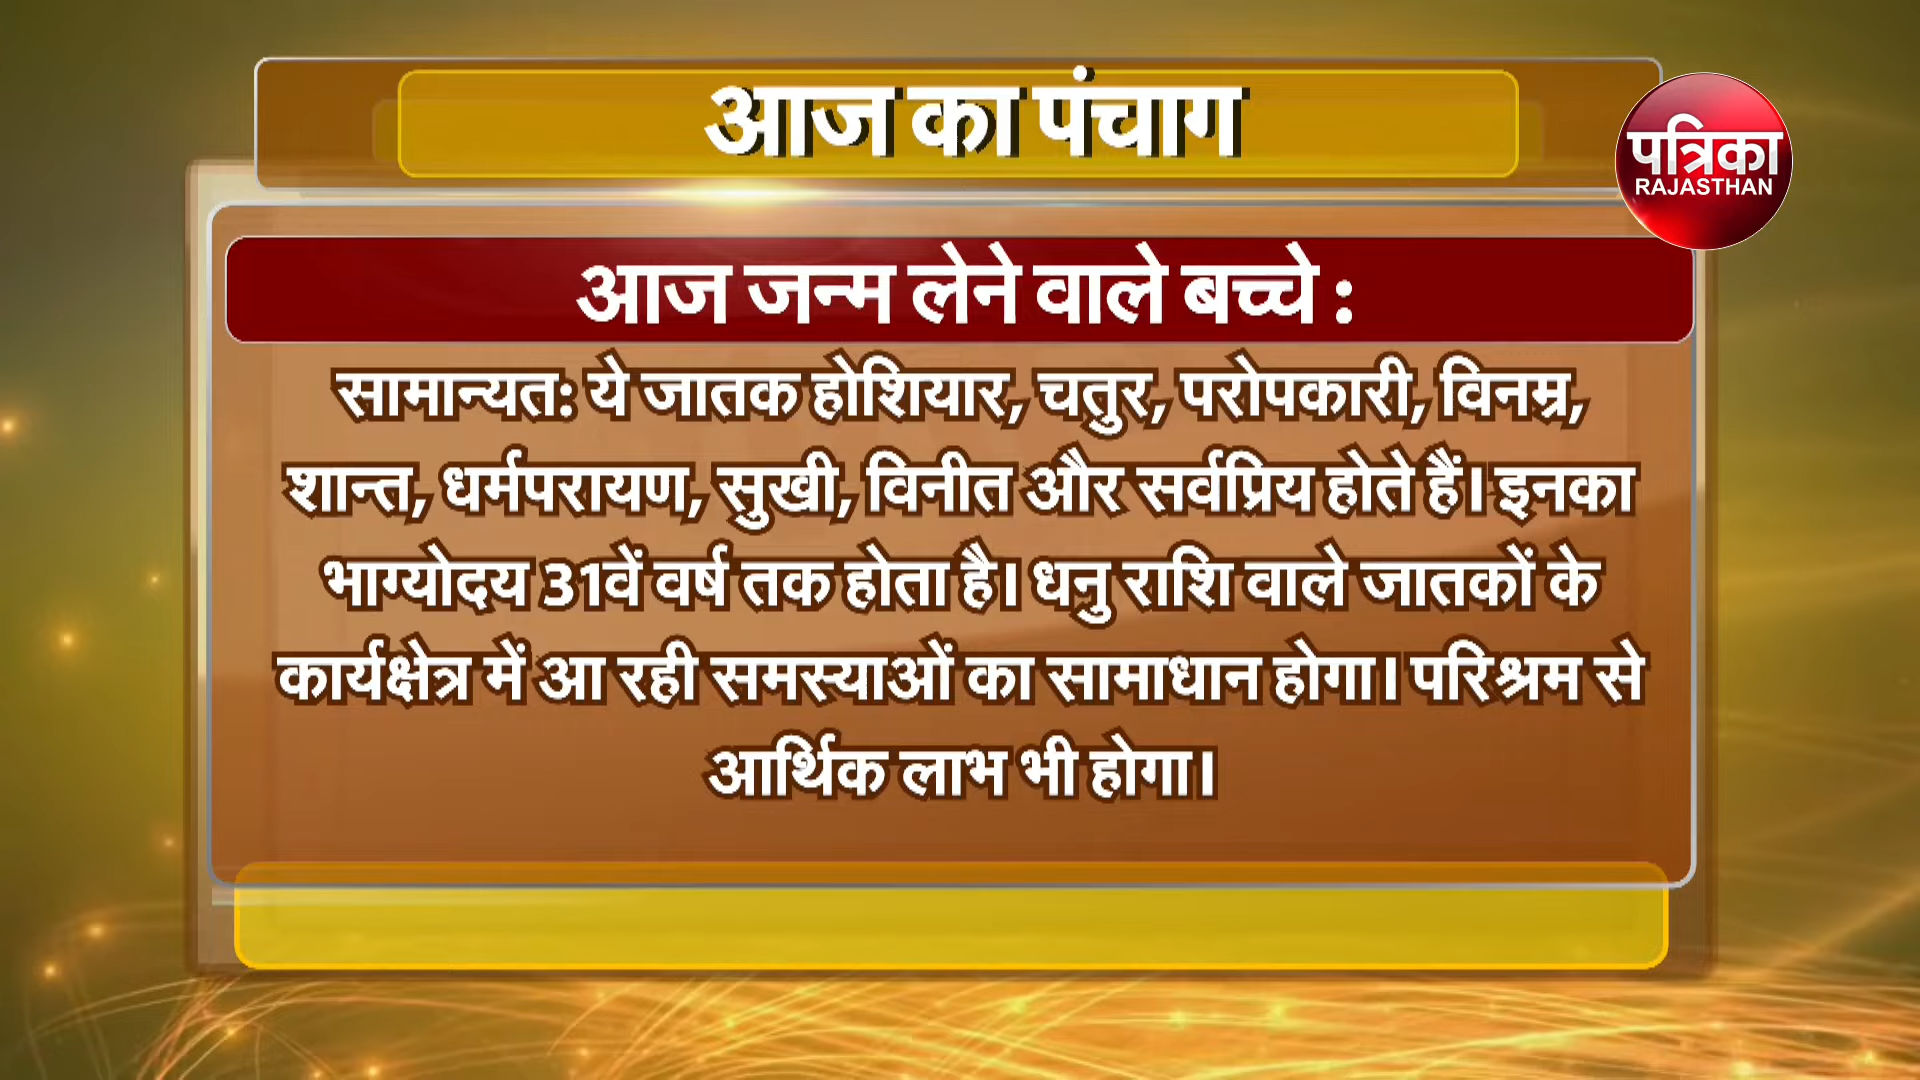 आज का पंचाग
पत्रिका
RAJASTHAN
आज जन्म लेने वाले बच्चे :
सामान्यत: ये जातक होशियार, चतुर, परोपकारी, विनम्र,
शान्त, धर्मपरायण, सुखी, विनीत और सर्वप्रिय होते हैं। इनका
भाग्योदय 31वें वर्ष तक होता है। धनु राशि वाले जातकों के
कार्यक्षेत्र में आ रही समस्याओं का सामाधान होगा। परिश्रम से
आर्थिक लाभ भी होगा।